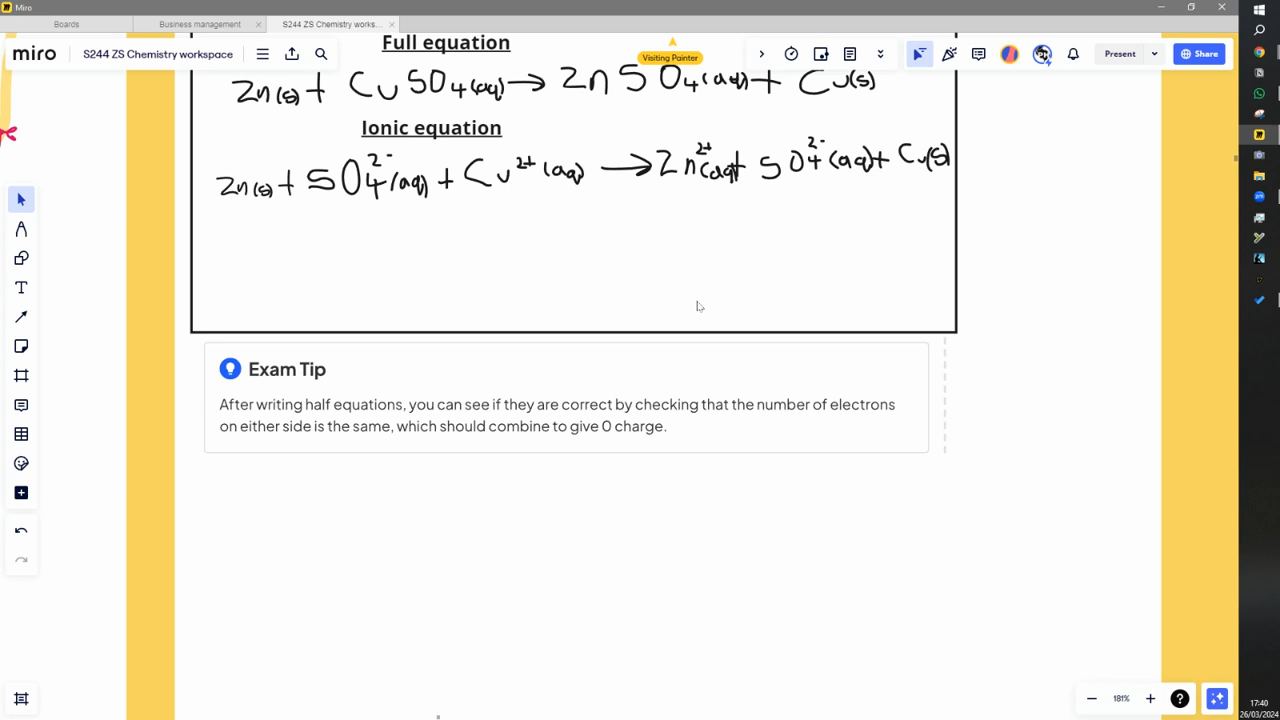 Miro
Boards
Business management
S244 ZS Chemistry works...
miro
S244 ZS Chemistry workspace
Visiting Painter
Present
Share
Full equation
Zn(s) + CuSO₄(aq) → ZnSO₄(aq) + Cu(s)
Ionic equation
Zn(s) + SO₄²⁻(aq) + Cu²⁺(aq) → Zn²⁺(aq) + SO₄²⁻(aq) + Cu(s)
Exam Tip
After writing half equations, you can see if they are correct by checking that the number of electrons
on either side is the same, which should combine to give 0 charge.
181%
17:40
26/03/2024